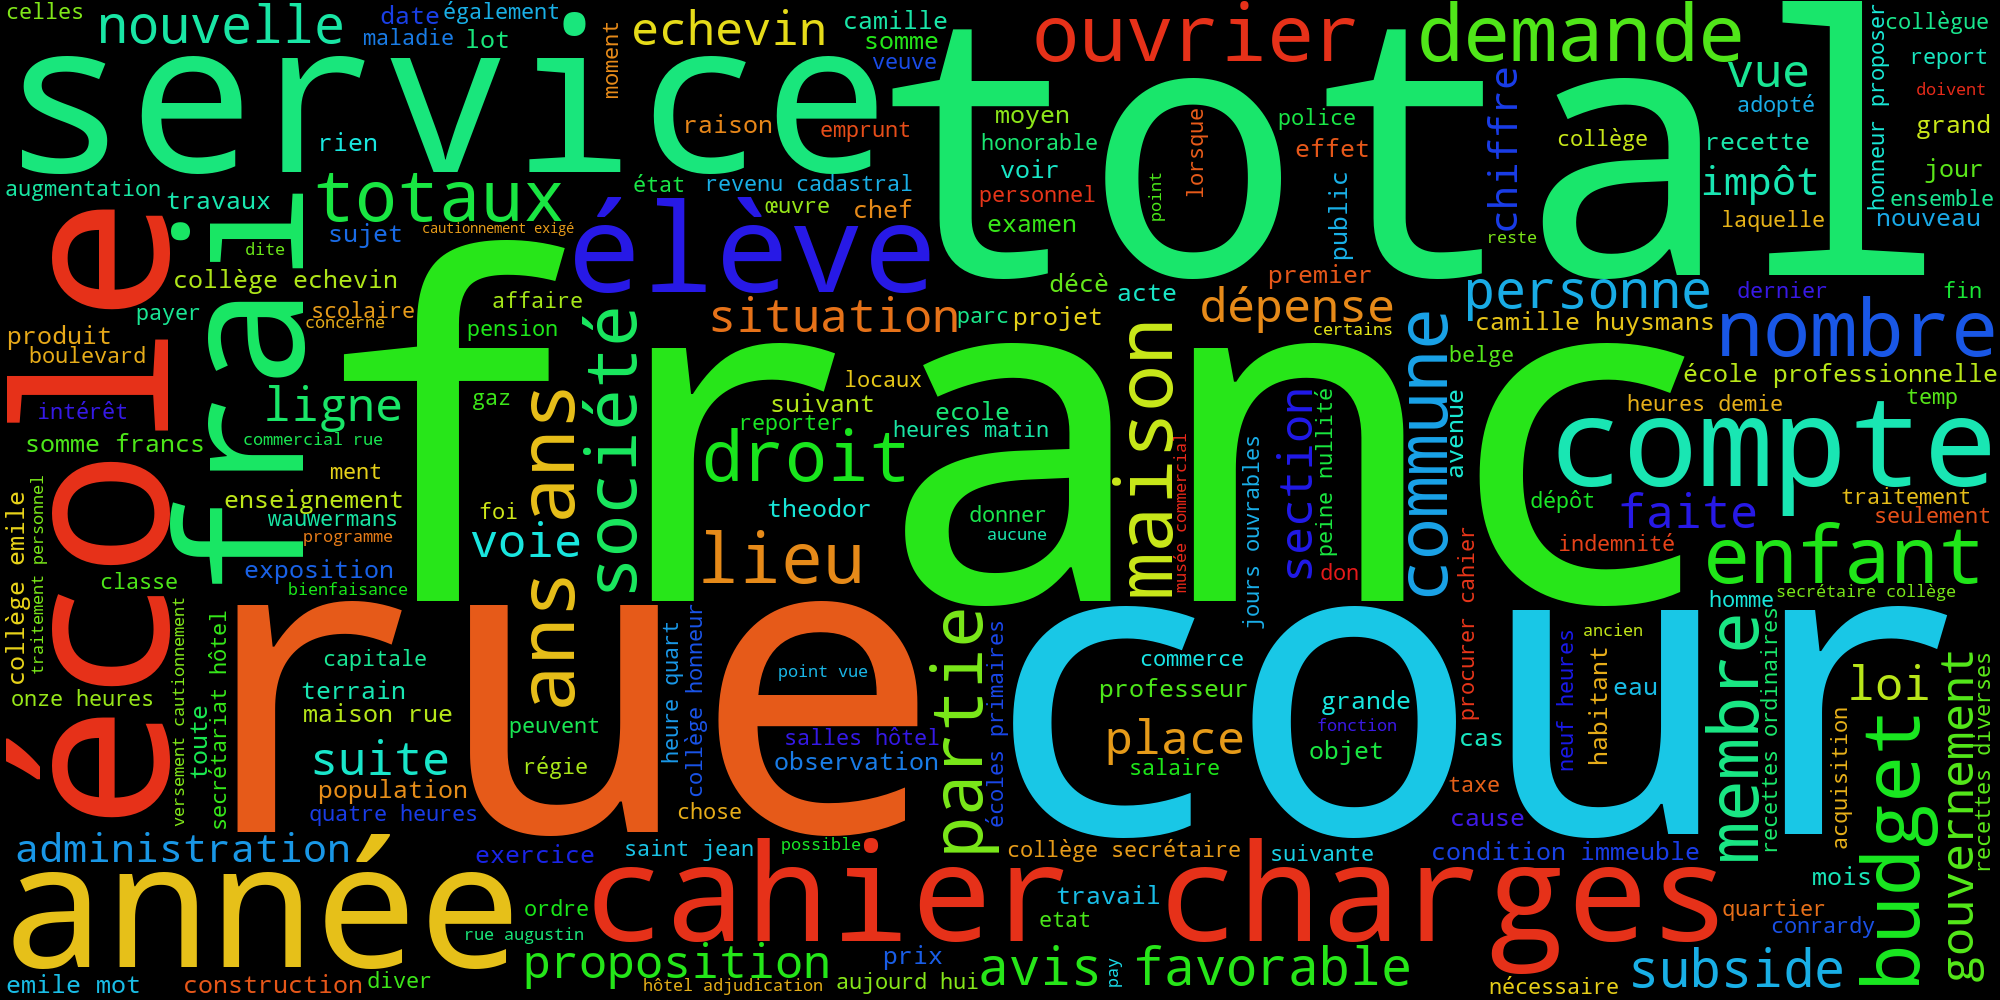 celles
nouvelle
date
également
maladie
lot
moment
echevin
camille
somme
veuve
ouvrier
demande
vue
collègue
report
doivent
honneur proposer
service
total
rien
raison
emprunt
moyen
honorable
voir
personnel
examen
point
lorsque
police
effet
public
chiffre
collège
adopté
recette
impôt
laquelle
grand
jour
ensemble
nouveau
augmentation
travaux
totaux
sujet
cautionnement exigé
état
revenu cadastral
œuvre
chef
dite
reste
école
frai
collège echevin
payer
scolaire
concerne
produit
boulevard
élève
affaire
pension
situation
parc
projet
décè
acte
premier
dépense
certains
personne
camille huysmans
dernier
fin
nombre
franc
société
maison
commune
belge
école professionnelle
intérêt
ligne
gaz
locaux
suivant
reporter
ecole
heures matin
heures demie
temp
somme francs
commercial rue
ment
droit
compte
avenue
section
peine nullité
jours ouvrables
musée commercial
enseignement
wauwermans
programme
foi
voie
ans ans
theodor
donner
aucune
dépôt
faite
traitement
seulement
indemnité
collège emile
traitement personnel
classe
exposition
bienfaisance
lieu
don
procurer cahier
enfant
secrétaire collège
homme
rue
cour
capitale
terrain
maison rue
onze heures
versement cautionnement
toute
secrétariat hôtel
suite
population
quatre heures
peuvent
régie
heure quart
collège honneur
point vue
salles hôtel
observation
chose
partie
écoles primaires
commerce
professeur
place
salaire
grande
fonction
objet
cas
taxe
cause
ancien
neuf heures
habitant
eau
membre
recettes ordinaires
loi
acquisition
budget
gouvernement
recettes diverses
administration
exercice
saint jean
possible
collège secrétaire
suivante
condition immeuble
année
cahier charges
mois
travail
ordre
etat
rue augustin
quartier
conrardy
emile mot
construction
diver
proposition
hôtel adjudication
prix
aujourd hui
avis favorable
pay
nécessaire
subside